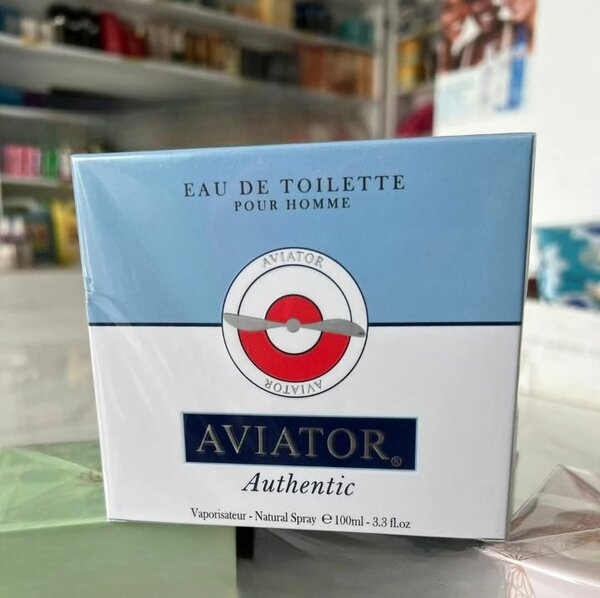 EAU DE TOILETTE
POUR HOMME
AVIATOR
AVIATOR
AVIATOR®
Authentic
Vaporisateur - Natural Spray ℮ 100ml - 3.3 fl.oz